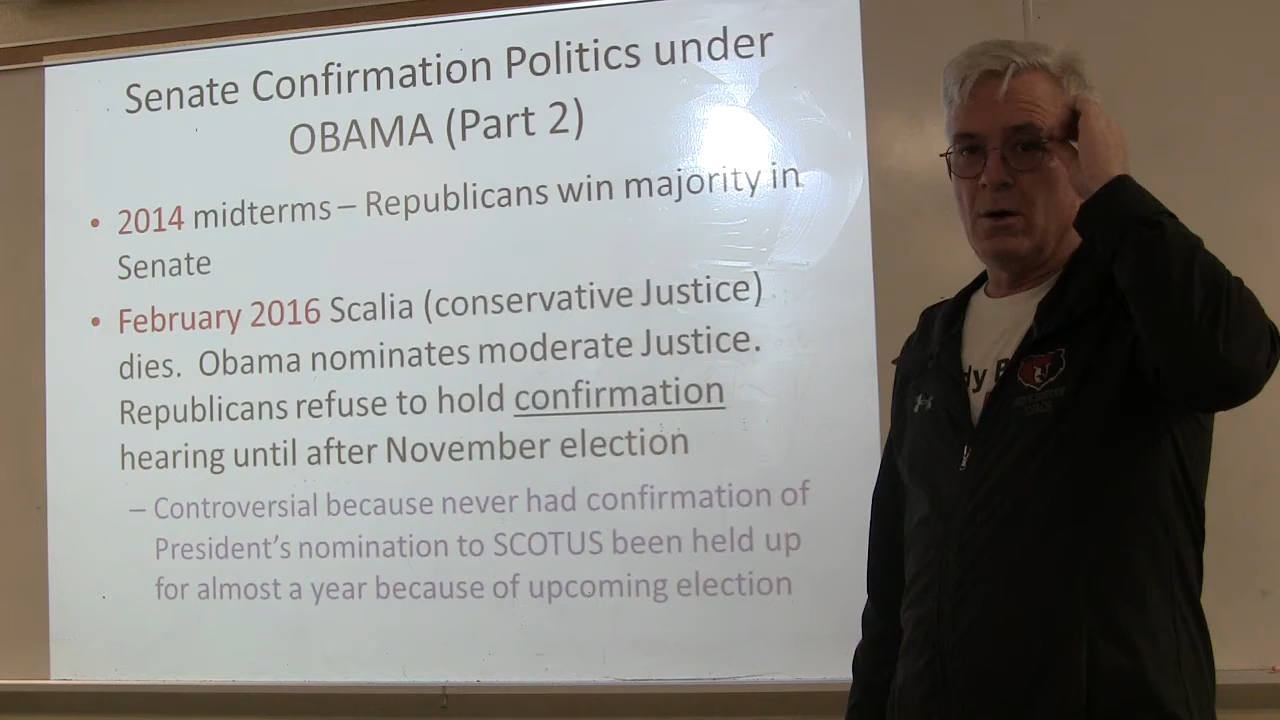 Senate Confirmation Politics under
OBAMA (Part 2)
• 2014 midterms – Republicans win majority in
Senate
• February 2016 Scalia (conservative Justice)
dies. Obama nominates moderate Justice.
Republicans refuse to hold confirmation
hearing until after November election
– Controversial because never had confirmation of
President's nomination to SCOTUS been held up
for almost a year because of upcoming election